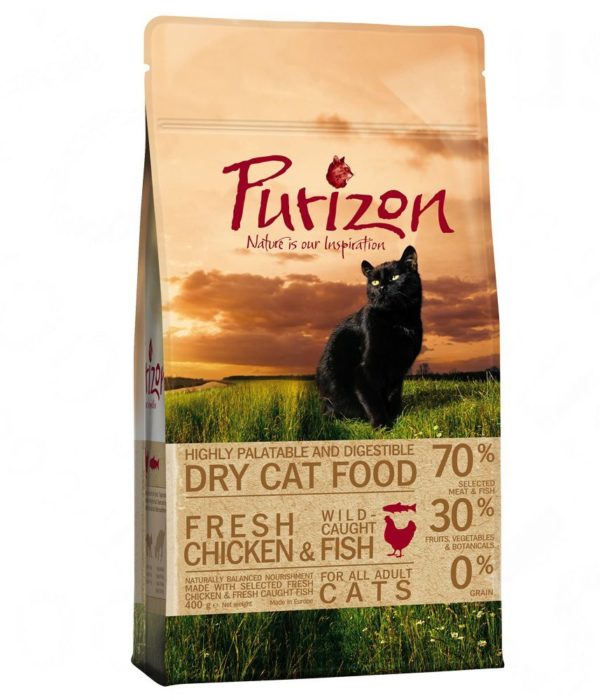 Purizon
Nature is our Inspiration
Purizon
HIGHLY PALATABLE AND DIGESTIBLE
DRY CAT FOOD
70%
SELECTED
MEAT & FISH
FRESH
CHICKEN & FISH
WILD-
CAUGHT
30%
FRUITS, VEGETABLES
& BOTANICALS
NATURALLY BALANCED NOURISHMENT
MADE WITH SELECTED FRESH
CHICKEN & FRESH CAUGHT FISH
400 g ℮ Net weight
Made in Europe
FOR ALL ADULT
CATS
0%
GRAIN